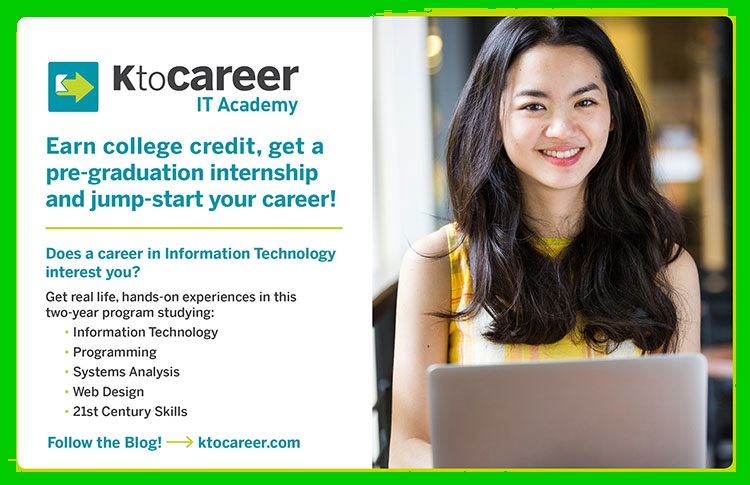 KtoCareer
IT Academy
Earn college credit, get a
pre-graduation internship
and jump-start your career!
Does a career in Information Technology
interest you?
Get real life, hands-on experiences in this
two-year program studying:
• Information Technology
• Programming
• Systems Analysis
• Web Design
• 21st Century Skills
Follow the Blog! → ktocareer.com